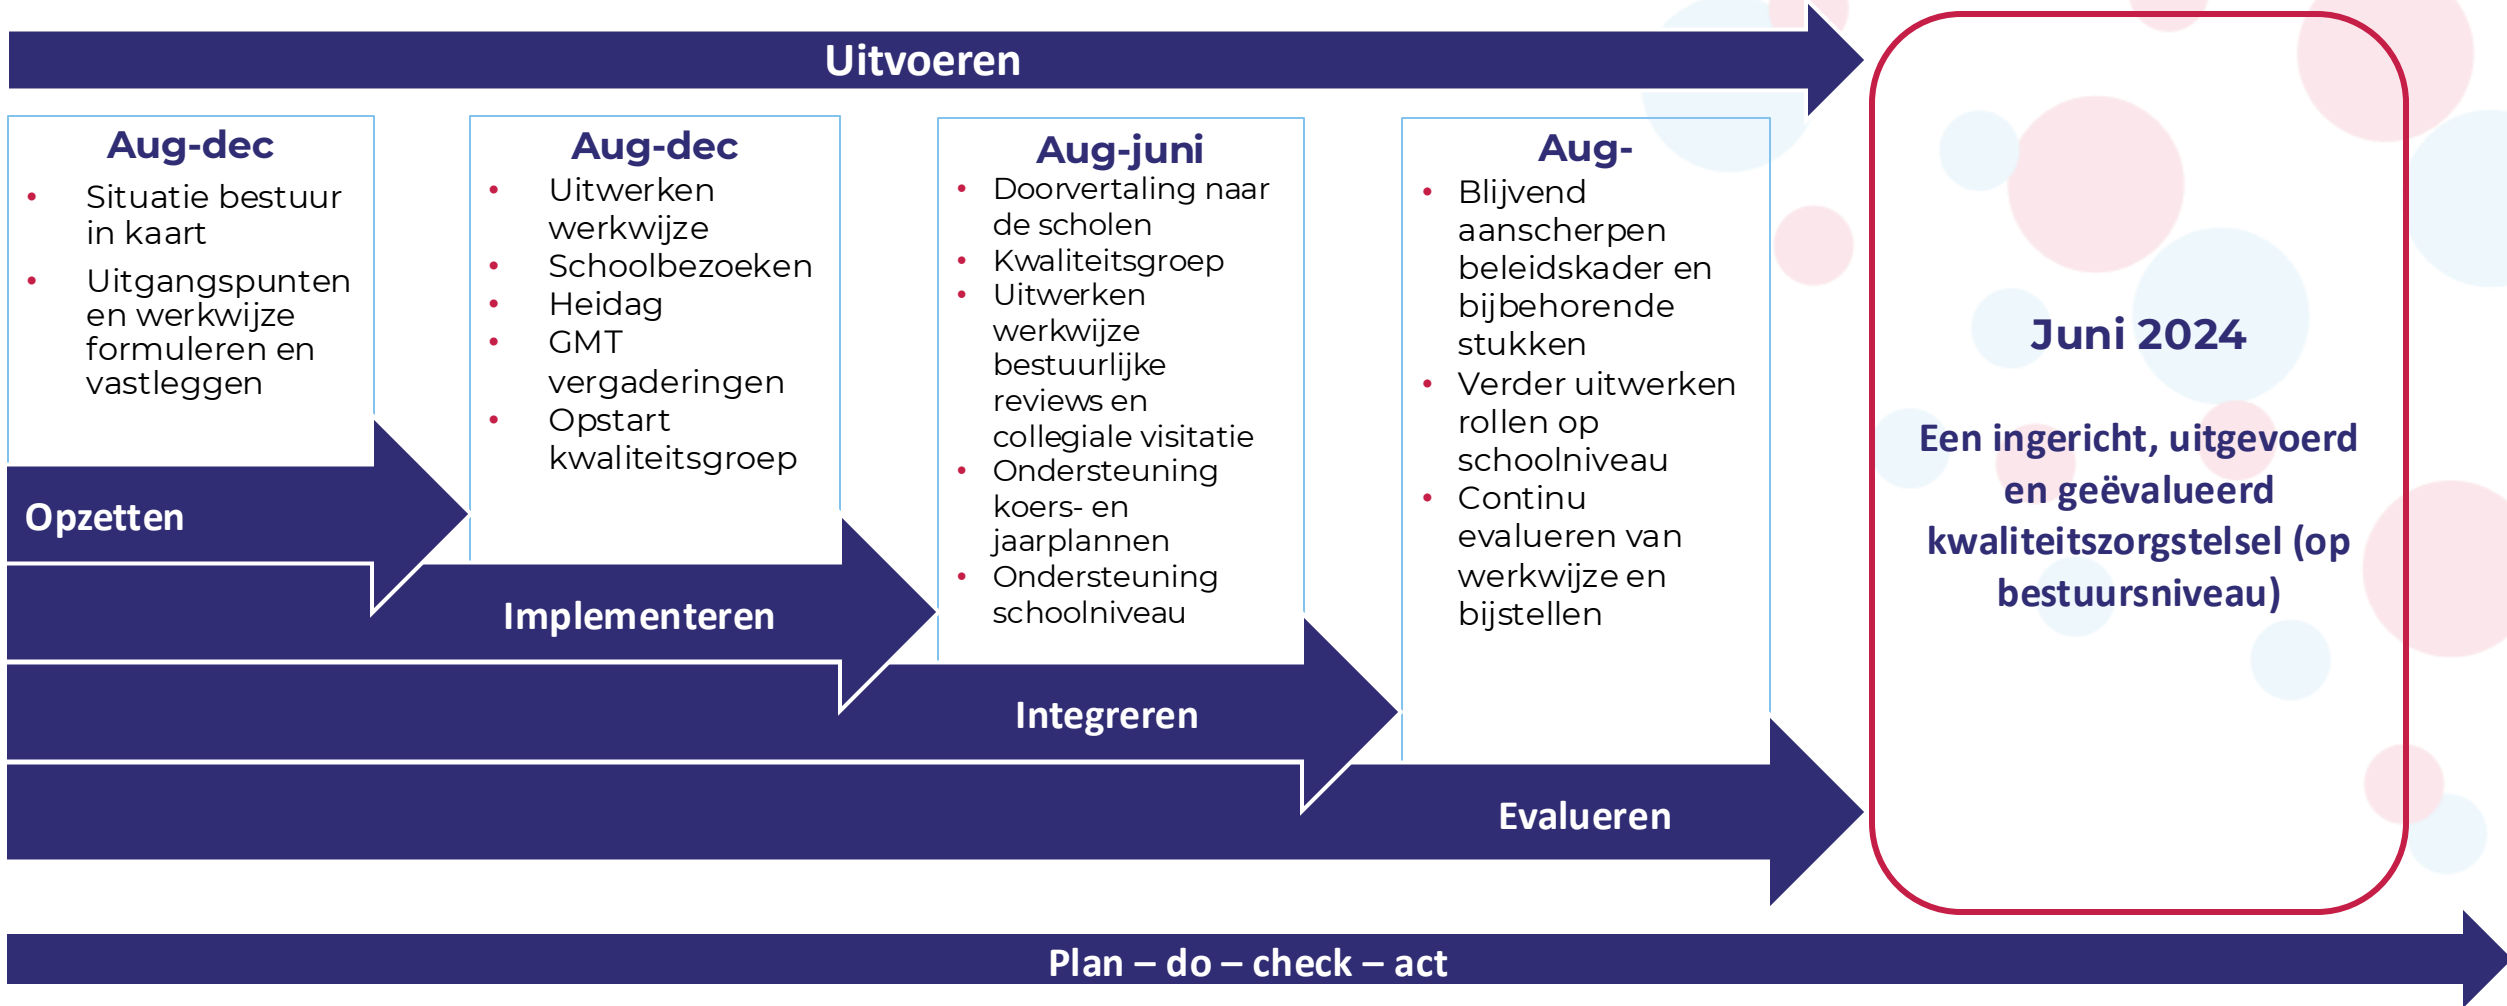 Uitvoeren
Aug-dec
• Situatie bestuur
in kaart
• Uitgangspunten
en werkwijze
formuleren en
vastleggen
Opzetten
Aug-dec
• Uitwerken
werkwijze
• Schoolbezoeken
• Heidag
• GMT
vergaderingen
• Opstart
kwaliteitsgroep
Implementeren
Aug-juni
• Doorvertaling naar
de scholen
• Kwaliteitsgroep
• Uitwerken
werkwijze
bestuurlijke
reviews en
collegiale visitatie
• Ondersteuning
koers- en
jaarplannen
• Ondersteuning
schoolniveau
Integreren
Aug-
• Blijvend
aanscherpen
beleidskader en
bijbehorende
stukken
• Verder uitwerken
rollen op
schoolniveau
• Continu
evalueren van
werkwijze en
bijstellen
Evalueren
Juni 2024
Een ingericht, uitgevoerd
en geëvalueerd
kwaliteitszorgstelsel (op
bestuursniveau)
Plan – do – check – act